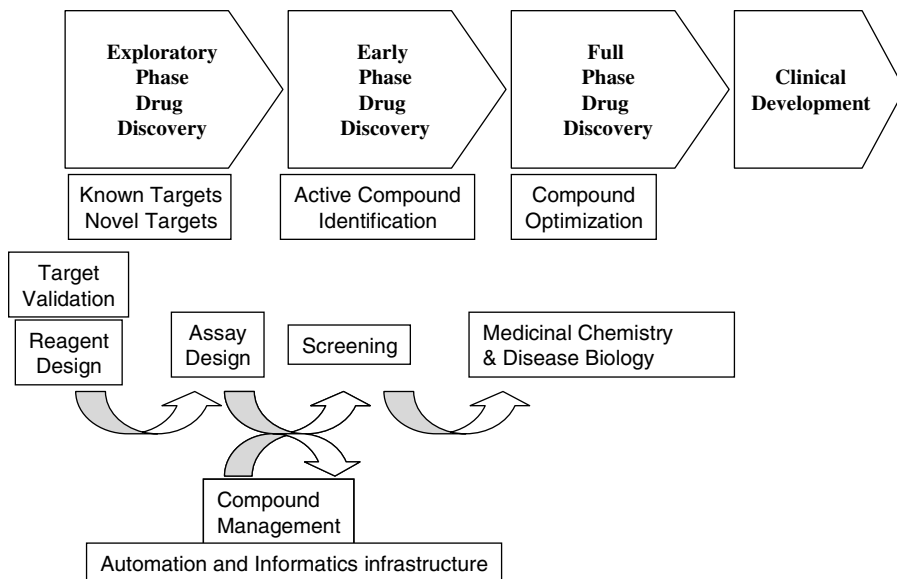 Exploratory
Phase
Drug
Discovery
Early
Phase
Drug
Discovery
Full
Phase
Drug
Discovery
Clinical
Development
Known Targets
Novel Targets
Active Compound
Identification
Compound
Optimization
Target
Validation
Reagent
Design
Assay
Design
Screening
Medicinal Chemistry
& Disease Biology
Compound
Management
Automation and Informatics infrastructure